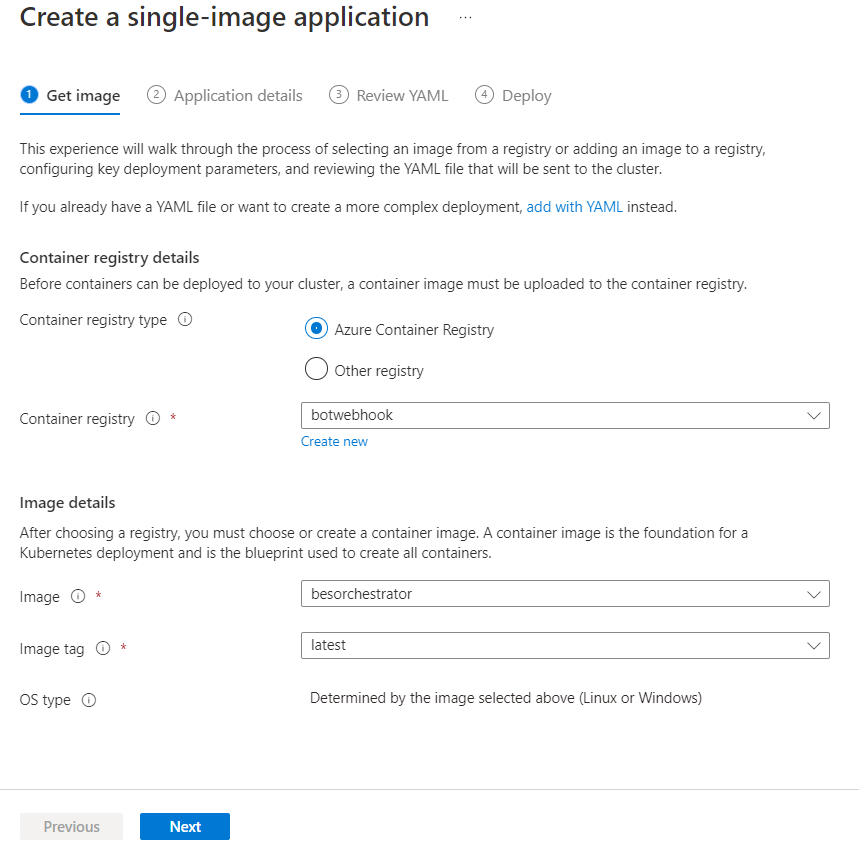 Create a single-image application ...
1 Get image 2 Application details 3 Review YAML 4 Deploy
This experience will walk through the process of selecting an image from a registry or adding an image to a registry,
configuring key deployment parameters, and reviewing the YAML file that will be sent to the cluster.
If you already have a YAML file or want to create a more complex deployment, add with YAML instead.
Container registry details
Before containers can be deployed to your cluster, a container image must be uploaded to the container registry.
Container registry type
Azure Container Registry
Other registry
Container registry * botwebhook
Create new
Image details
After choosing a registry, you must choose or create a container image. A container image is the foundation for a
Kubernetes deployment and is the blueprint used to create all containers.
Image * besorchestrator
Image tag * latest
OS type Determined by the image selected above (Linux or Windows)
Previous Next